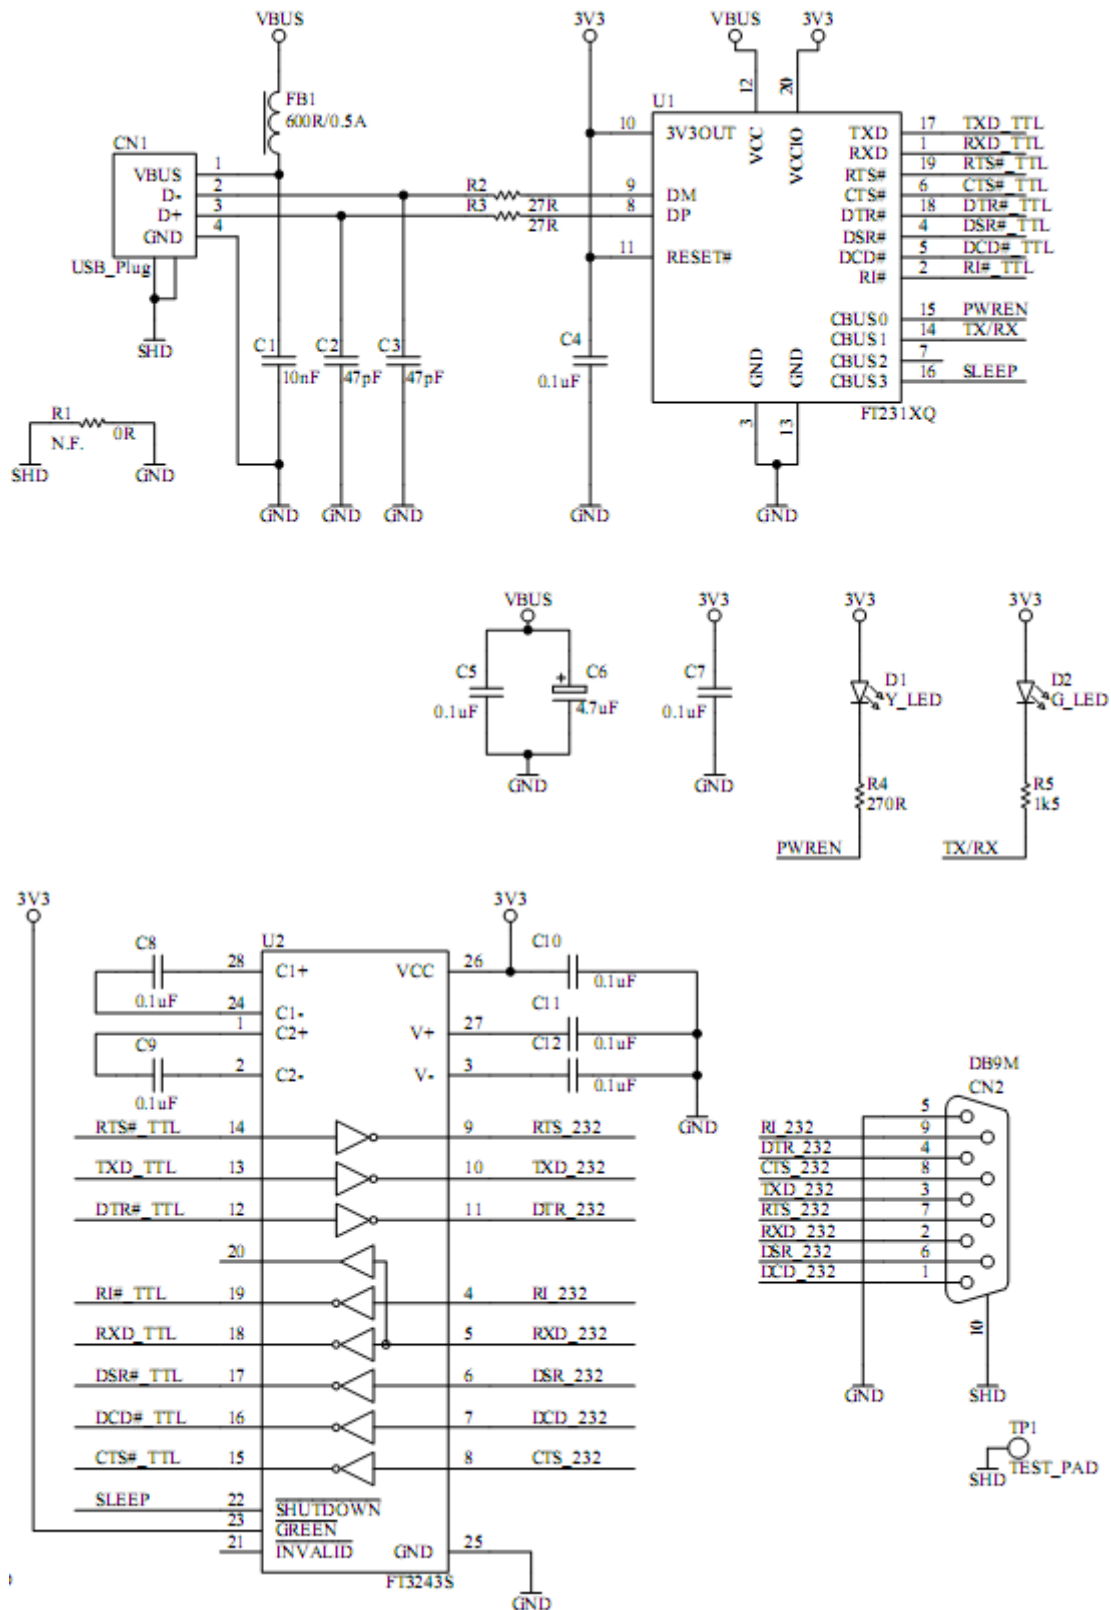 VBUS
3V3
VBUS
3V3
FB1
600R/0.5A
12
20
U1
CN1
VBUS 1
D- 2
D+ 3
GND 4
USB_Plug
SHD
R2 27R
R3 27R
10 3V3OUT
9 DM
8 DP
11 RESET#
VCC
VCCIO
TXD 17 TXD_TTL
RXD 1 RXD_TTL
RTS# 19 RTS#_TTL
CTS# 6 CTS#_TTL
DTR# 18 DTR#_TTL
DSR# 4 DSR#_TTL
DCD# 5 DCD#_TTL
RI# 2 RI#_TTL
CBUS0 15 PWREN
CBUS1 14 TX/RX
CBUS2 7
CBUS3 16 SLEEP
GND
GND
3
13
FT231XQ
C1
10nF
C2
47pF
C3
47pF
C4
0.1uF
R1
N.F.
0R
SHD
GND
GND
GND
GND
GND
GND
VBUS
3V3
3V3
3V3
C5
0.1uF
+
C6
4.7uF
C7
0.1uF
D1
Y_LED
D2
G_LED
GND
GND
R4
270R
R5
1k5
PWREN
TX/RX
3V3
3V3
U2
C8
0.1uF
28 C1+
24 C1-
1 C2+
2 C2-
C9
0.1uF
VCC 26
V+ 27
V- 3
C10
0.1uF
C11
0.1uF
C12
0.1uF
GND
RTS#_TTL 14 9 RTS_232
TXD_TTL 13 10 TXD_232
DTR#_TTL 12 11 DTR_232
20
RI#_TTL 19 4 RI_232
RXD_TTL 18 5 RXD_232
DSR#_TTL 17 6 DSR_232
DCD#_TTL 16 7 DCD_232
CTS#_TTL 15 8 CTS_232
SLEEP 22 SHUTDOWN
23 GREEN
21 INVALID
GND 25
FT3243S
GND
DB9M
CN2
5
RI_232 9
DTR_232 4
CTS_232 8
TXD_232 3
RTS_232 7
RXD_232 2
DSR_232 6
DCD_232 1
10
GND
SHD
TP1
TEST_PAD
SHD